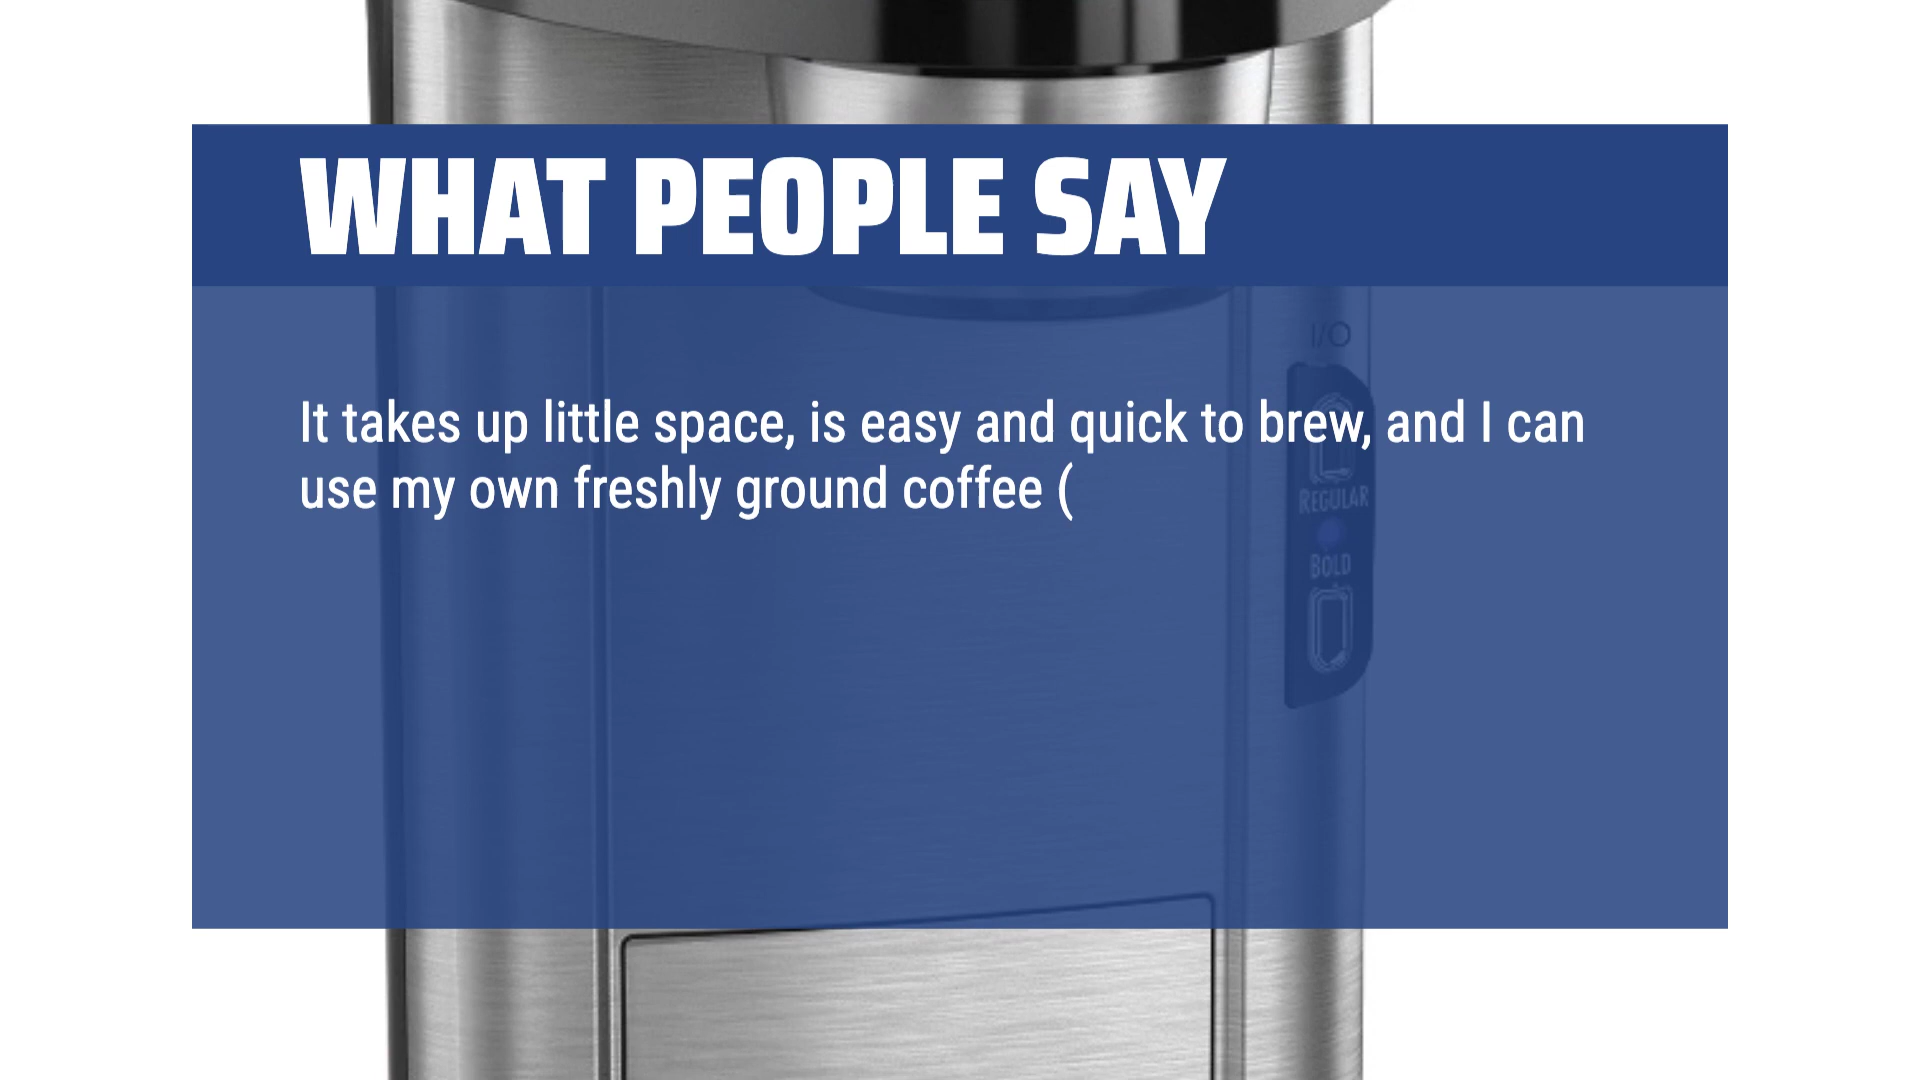 WHAT PEOPLE SAY
It takes up little space, is easy and quick to brew, and I can
use my own freshly ground coffee (
I/O
REGULAR
BOLD